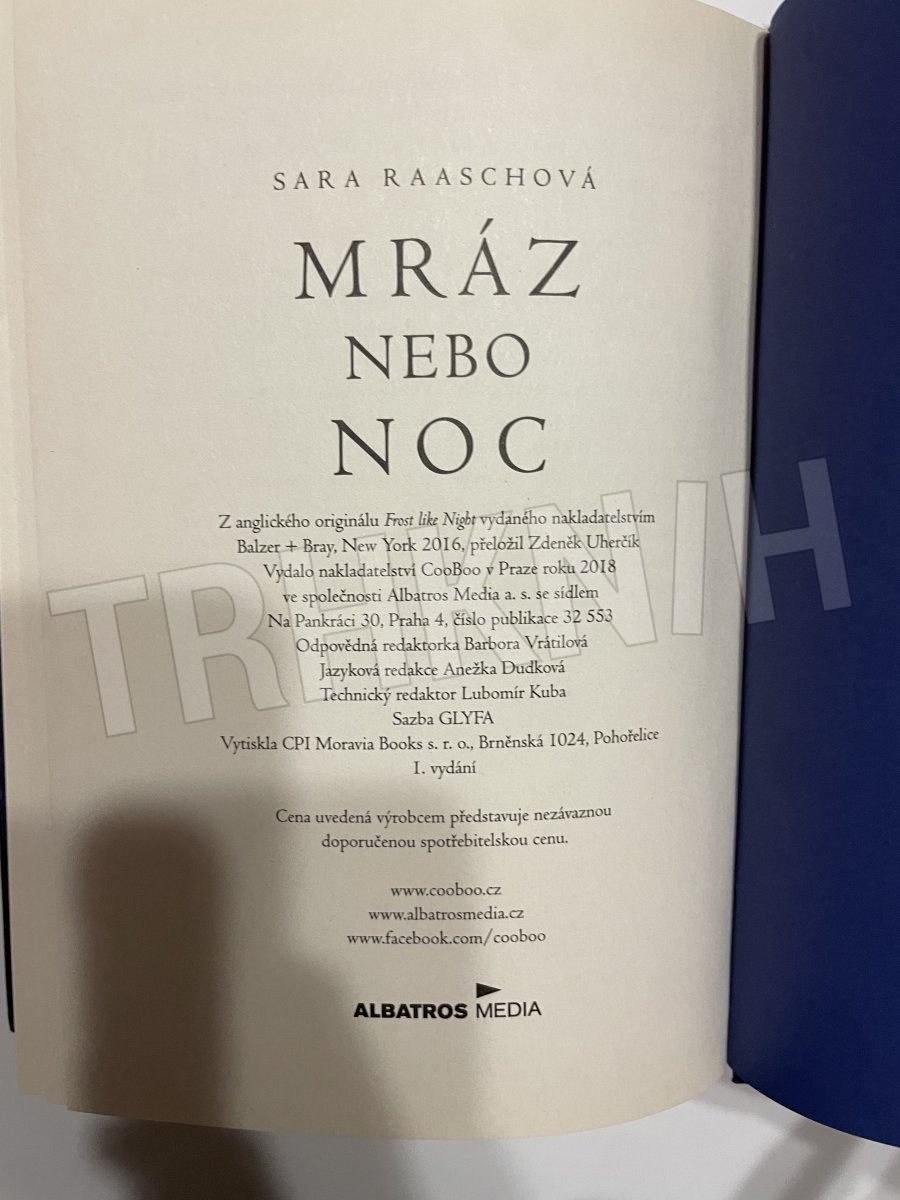 SARA RAASCHOVÁ
MRÁZ
NEBO
NOC
Z anglického originálu Frost like Night vydaného nakladatelstvím
Balzer + Bray, New York 2016, přeložil Zdeněk Uherčík
Vydalo nakladatelství CooBoo v Praze roku 2018
ve společnosti Albatros Media a. s. se sídlem
Na Pankráci 30, Praha 4, číslo publikace 32 553
Odpovědná redaktorka Barbora Vrátilová
Jazyková redakce Anežka Dudková
Technický redaktor Lubomír Kuba
Sazba GLYFA
Vytiskla CPI Moravia Books s. r. o., Brněnská 1024, Pohořelice
1. vydání
Cena uvedená výrobcem představuje nezávaznou
doporučenou spotřebitelskou cenu.
www.cooboo.cz
www.albatrosmedia.cz
www.facebook.com/cooboo
ALBATROS MEDIA
TRHKNIH